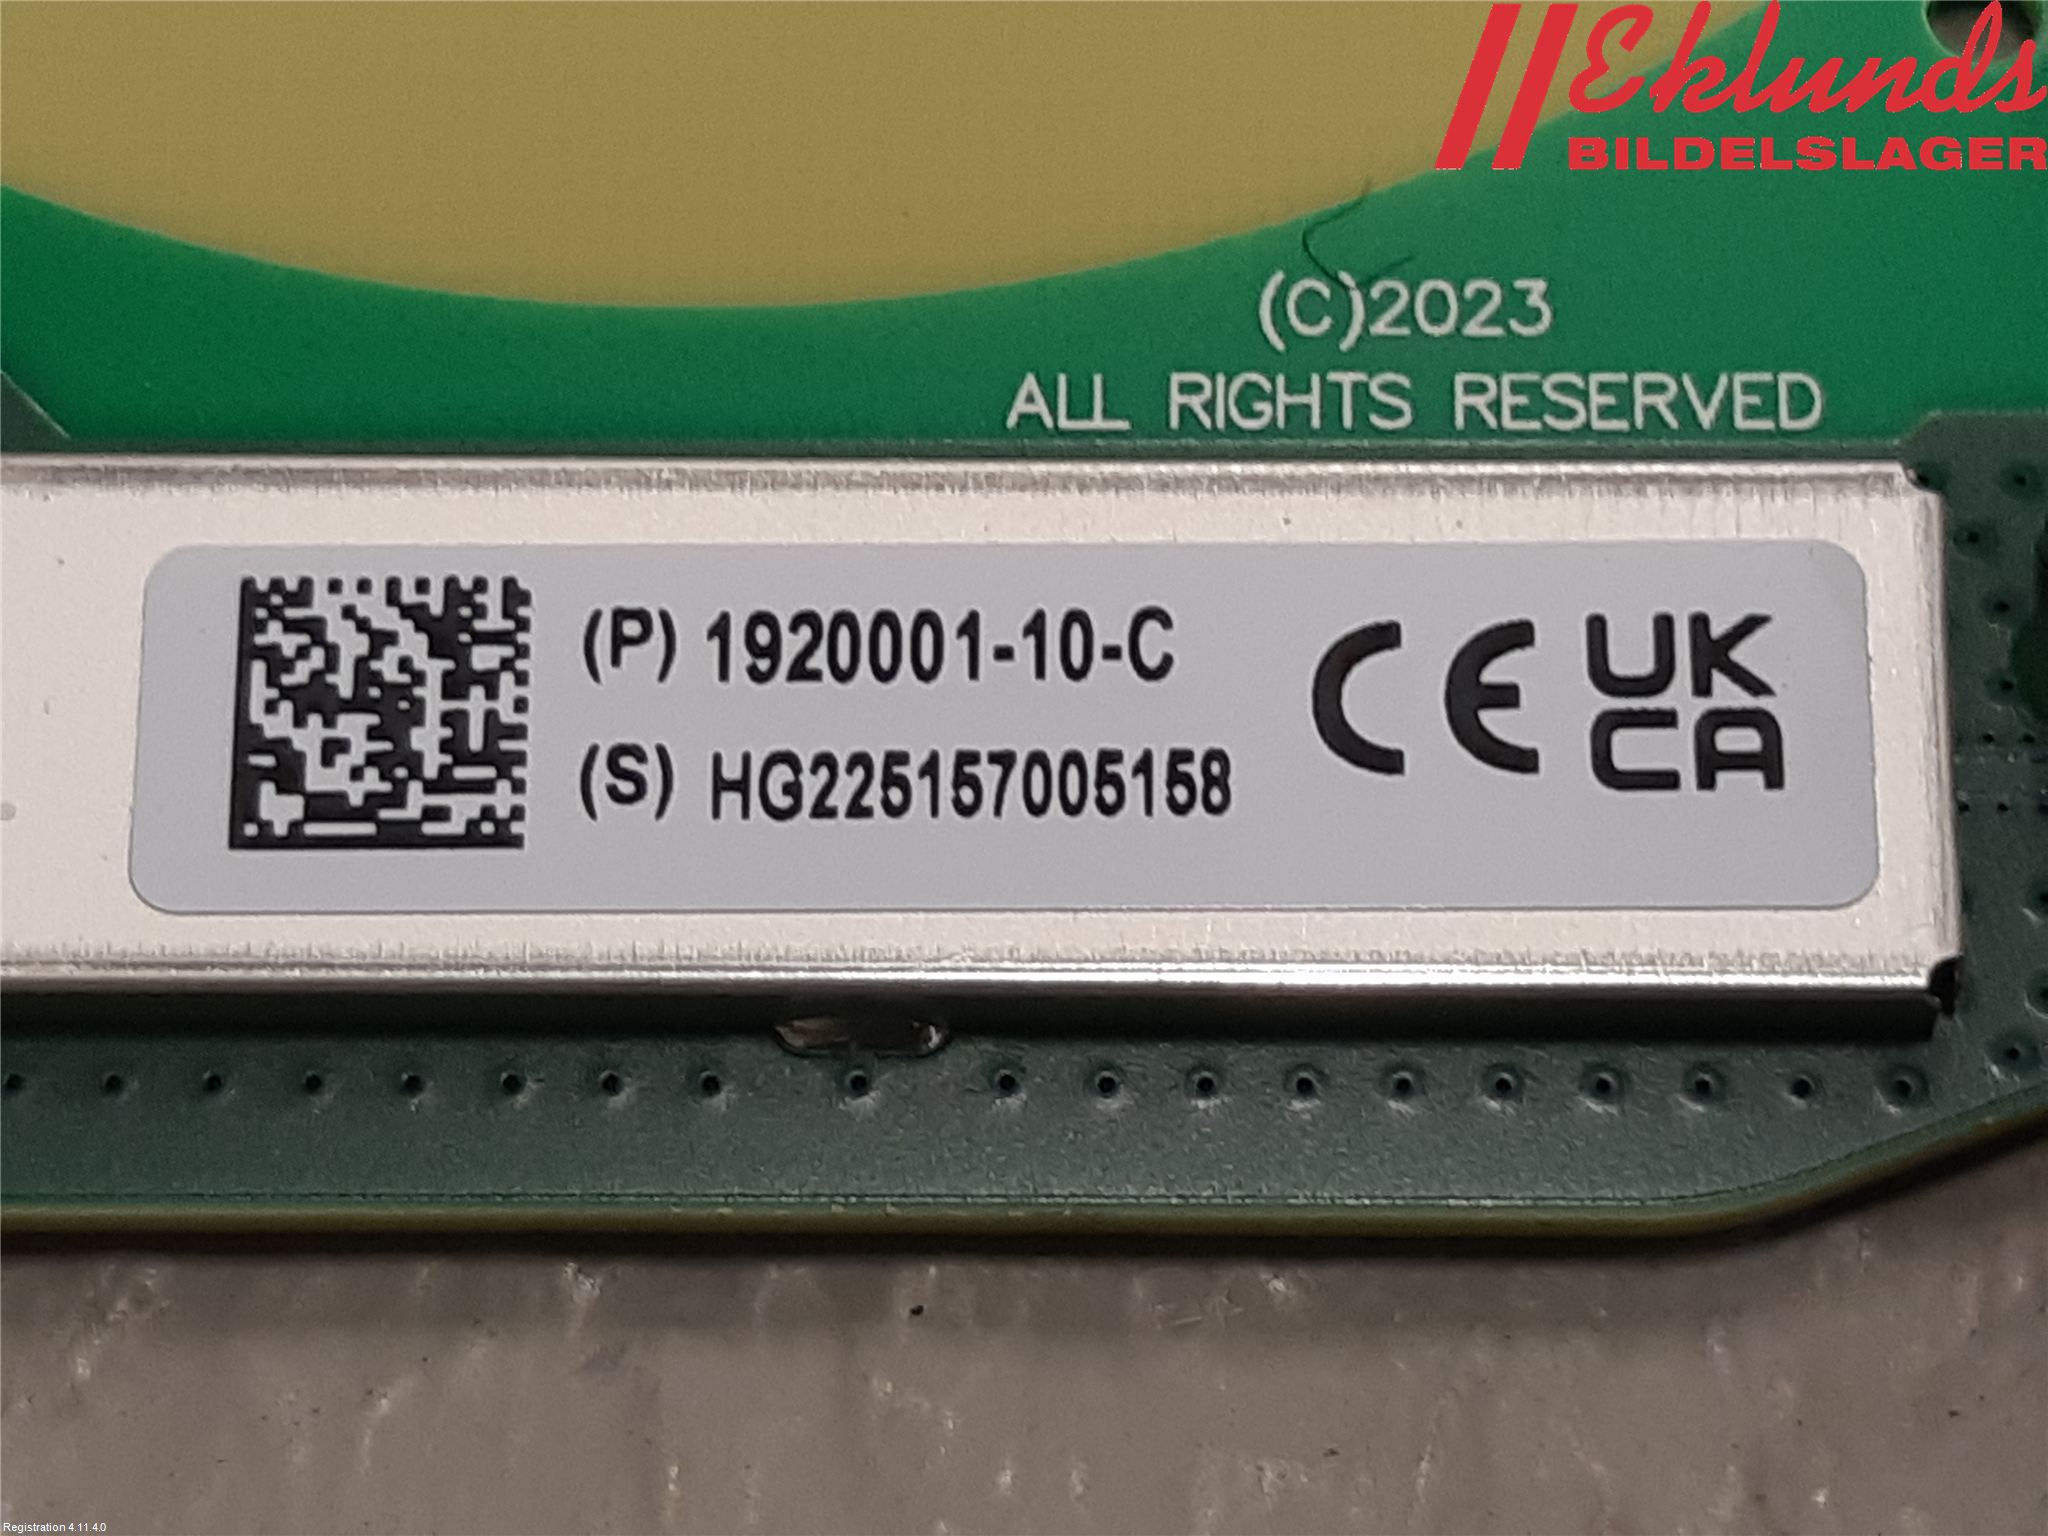 Eklunds
BILDELSLAGER
(C)2023
ALL RIGHTS RESERVED
(P) 1920001-10-C
(S) HG225157005158
CE
UK
CA
Registration 4.11.4.0